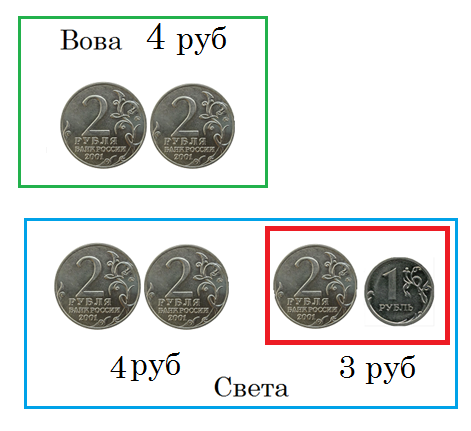 Вова 4 руб
2 2
РУБЛЯ РУБЛЯ
БАНК РОССИИ БАНК РОССИИ
2001 2001
2 2 2 1
РУБЛЯ РУБЛЯ РУБЛЯ РУБЛЬ
БАНК РОССИИ БАНК РОССИИ БАНК РОССИИ
2001 2001 2001
4 руб 3 руб
Света